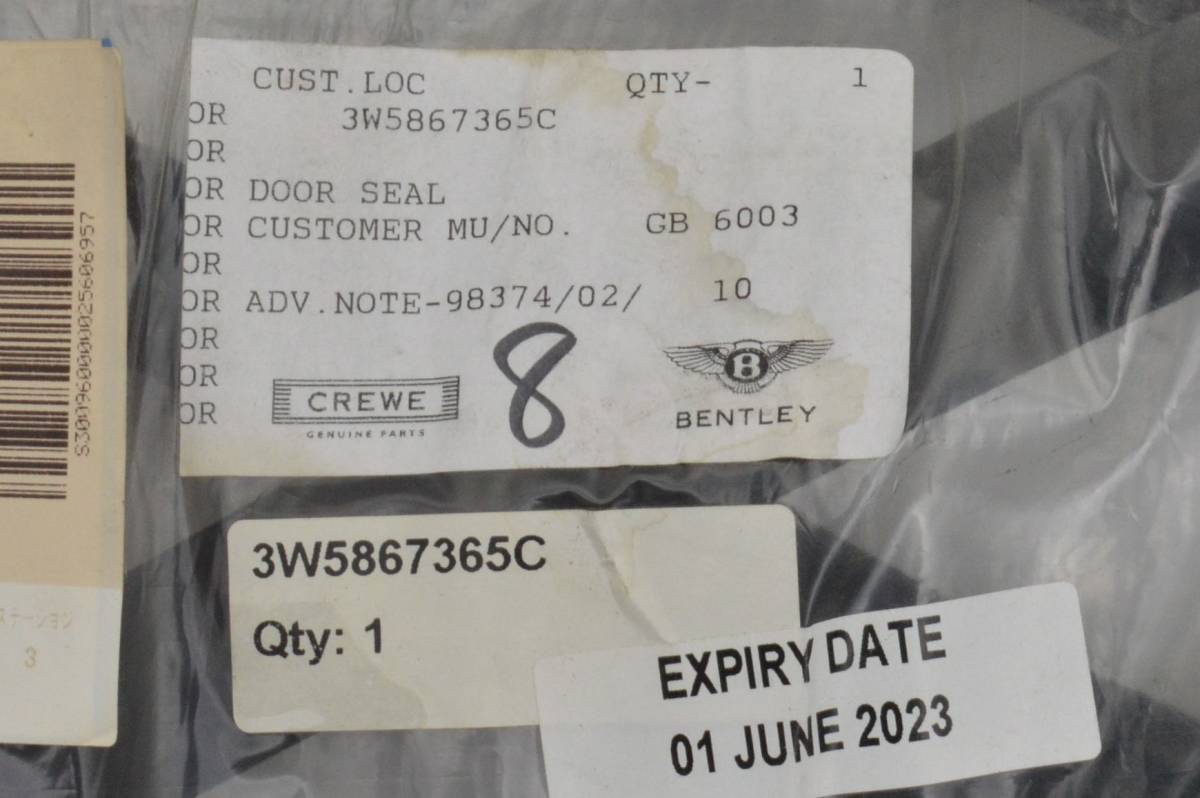 CUST.LOC QTY- 1
OR 3W5867365C
OR
OR DOOR SEAL
OR CUSTOMER MU/NO. GB 6003
OR
OR ADV.NOTE-98374/02/ 10
OR
OR
OR
CREWE
GENUINE PARTS
8
B
BENTLEY
3W5867365C
Qty: 1
EXPIRY DATE
01 JUNE 2023
3